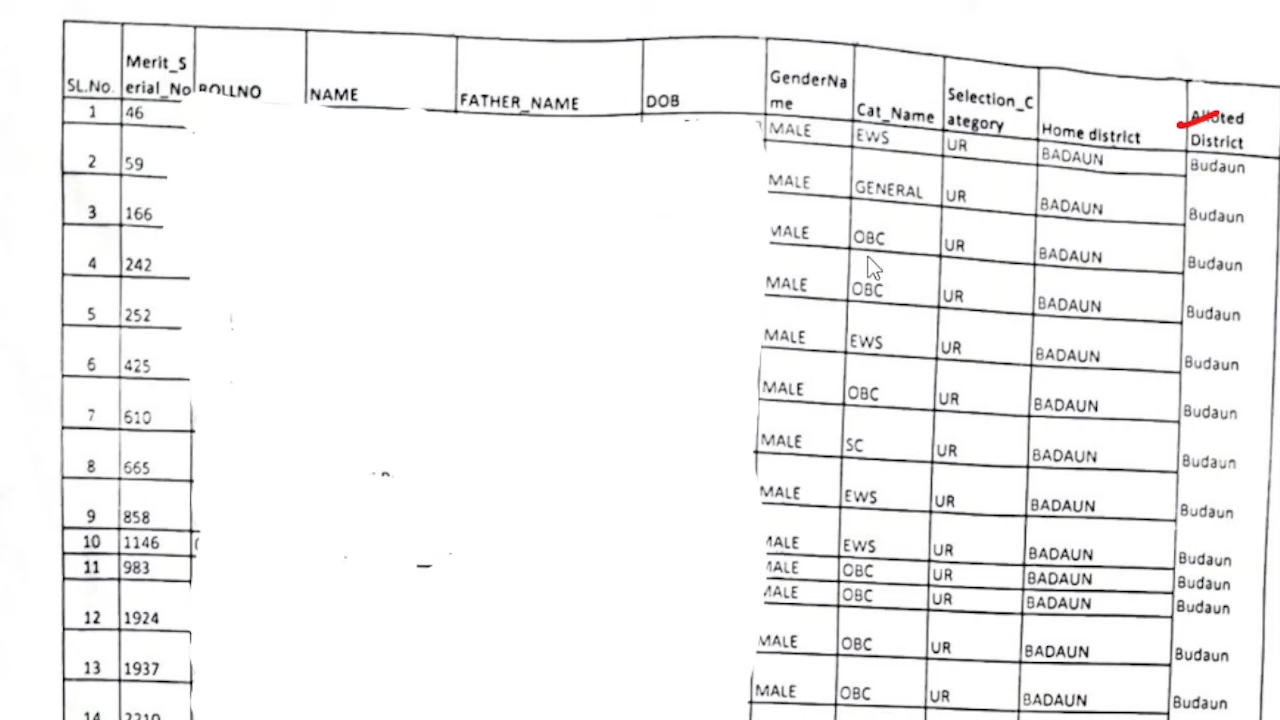 SL.No. Merit_Serial_No ROLLNO NAME FATHER_NAME DOB GenderName Cat_Name Selection_Category Home district Alloted District
1 46 MALE EWS UR BADAUN Budaun
2 59 MALE GENERAL UR BADAUN Budaun
3 166 MALE OBC UR BADAUN Budaun
4 242 MALE OBC UR BADAUN Budaun
5 252 MALE EWS UR BADAUN Budaun
6 425 MALE OBC UR BADAUN Budaun
7 610 MALE SC UR BADAUN Budaun
8 665 MALE EWS UR BADAUN Budaun
9 858 MALE EWS UR BADAUN Budaun
10 1146 MALE OBC UR BADAUN Budaun
11 983 MALE OBC UR BADAUN Budaun
12 1924 MALE OBC UR BADAUN Budaun
13 1937 MALE OBC UR BADAUN Budaun
14 2210